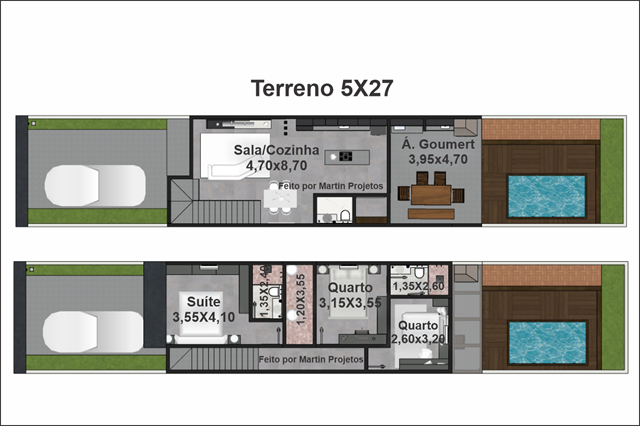 Terreno 5X27
Sala/Cozinha
4,70x8,70
Á. Goumert
3,95x4,70
Feito por Martin Projetos
Suíte
3,55X4,10
1,35X2,40
1,20X3,55
Quarto
3,15X3,55
1,35X2,60
Quarto
2,60x3,20
Feito por Martin Projetos